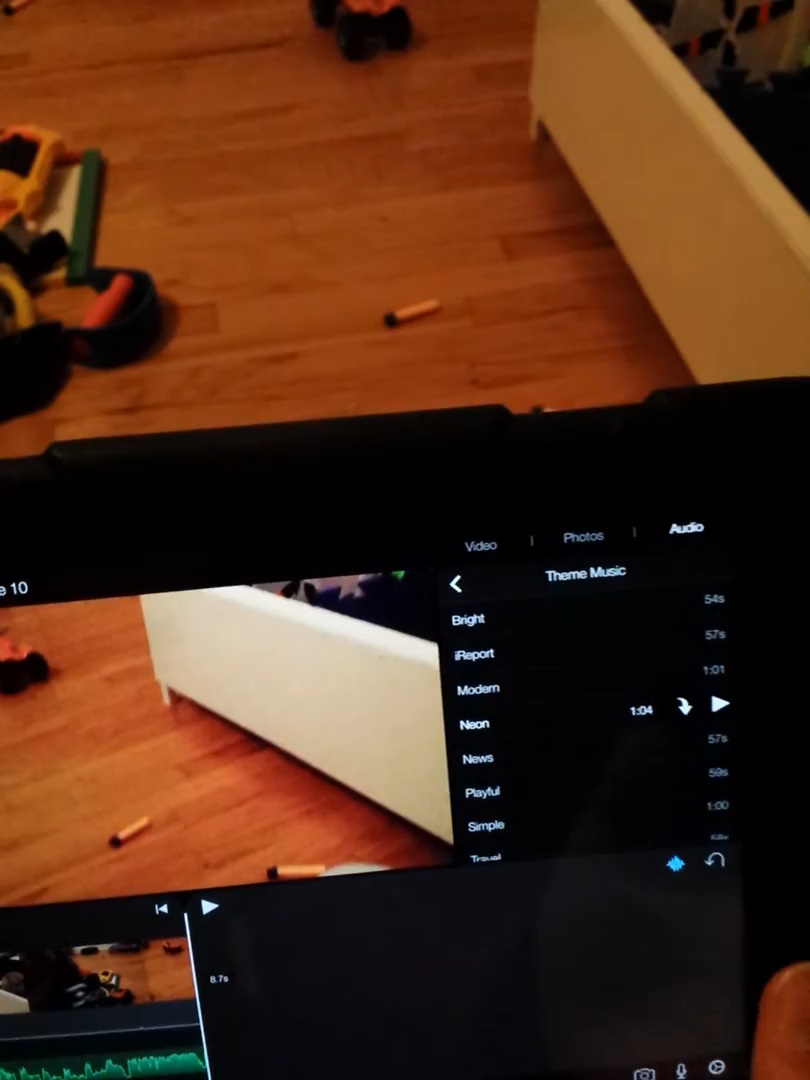 Video | Photos | Audio
e 10
Theme Music
54s
Bright
57s
iReport
1:01
Modern
Neon 1:04
57s
News
59s
Playful
1:00
Simple
Travel
8.7s